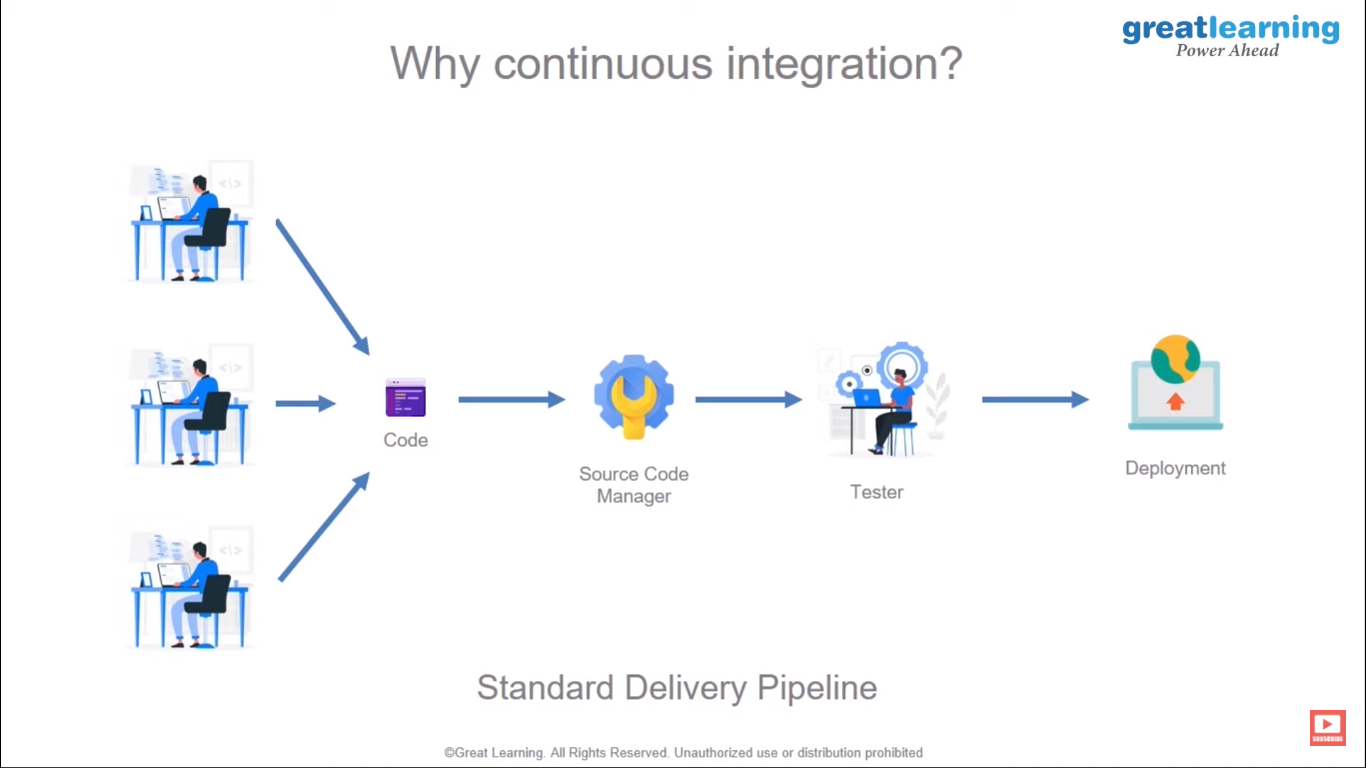 greatlearning
Power Ahead
Why continuous integration?
</>
</>
</>
Code
Source Code
Manager
Tester
Deployment
Standard Delivery Pipeline
SUBSCRIBE
©Great Learning. All Rights Reserved. Unauthorized use or distribution prohibited